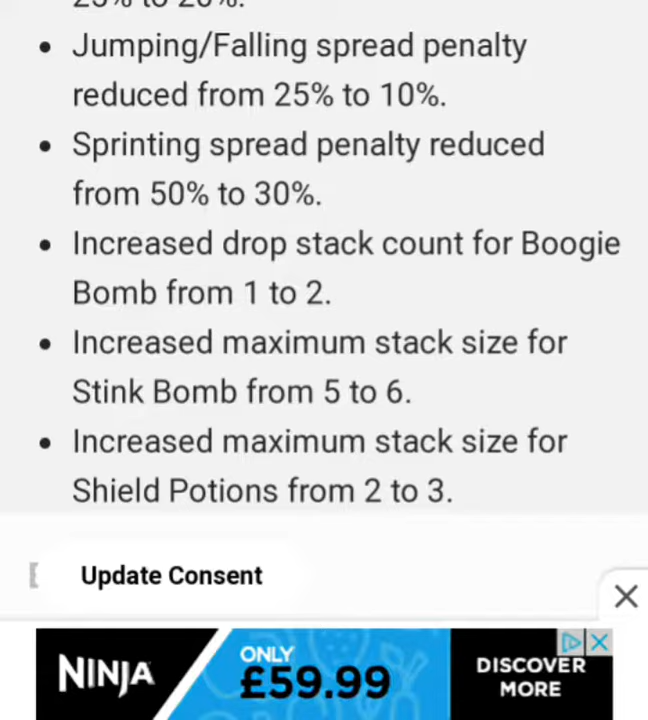 Jumping/Falling spread penalty
reduced from 25% to 10%.
Sprinting spread penalty reduced
from 50% to 30%.
Increased drop stack count for Boogie
Bomb from 1 to 2.
Increased maximum stack size for
Stink Bomb from 5 to 6.
Increased maximum stack size for
Shield Potions from 2 to 3.
Update Consent
NINJA
ONLY
£59.99
DISCOVER
MORE